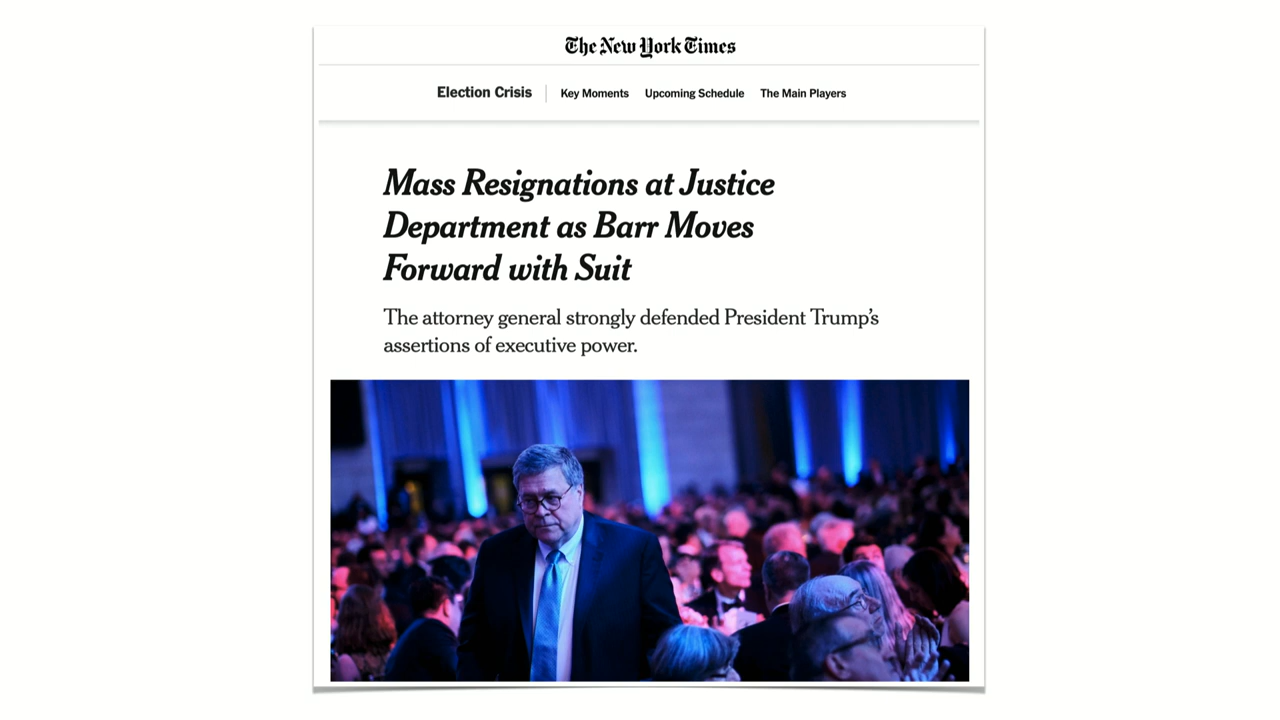 The New York Times
Election Crisis Key Moments Upcoming Schedule The Main Players
Mass Resignations at Justice
Department as Barr Moves
Forward with Suit
The attorney general strongly defended President Trump’s
assertions of executive power.